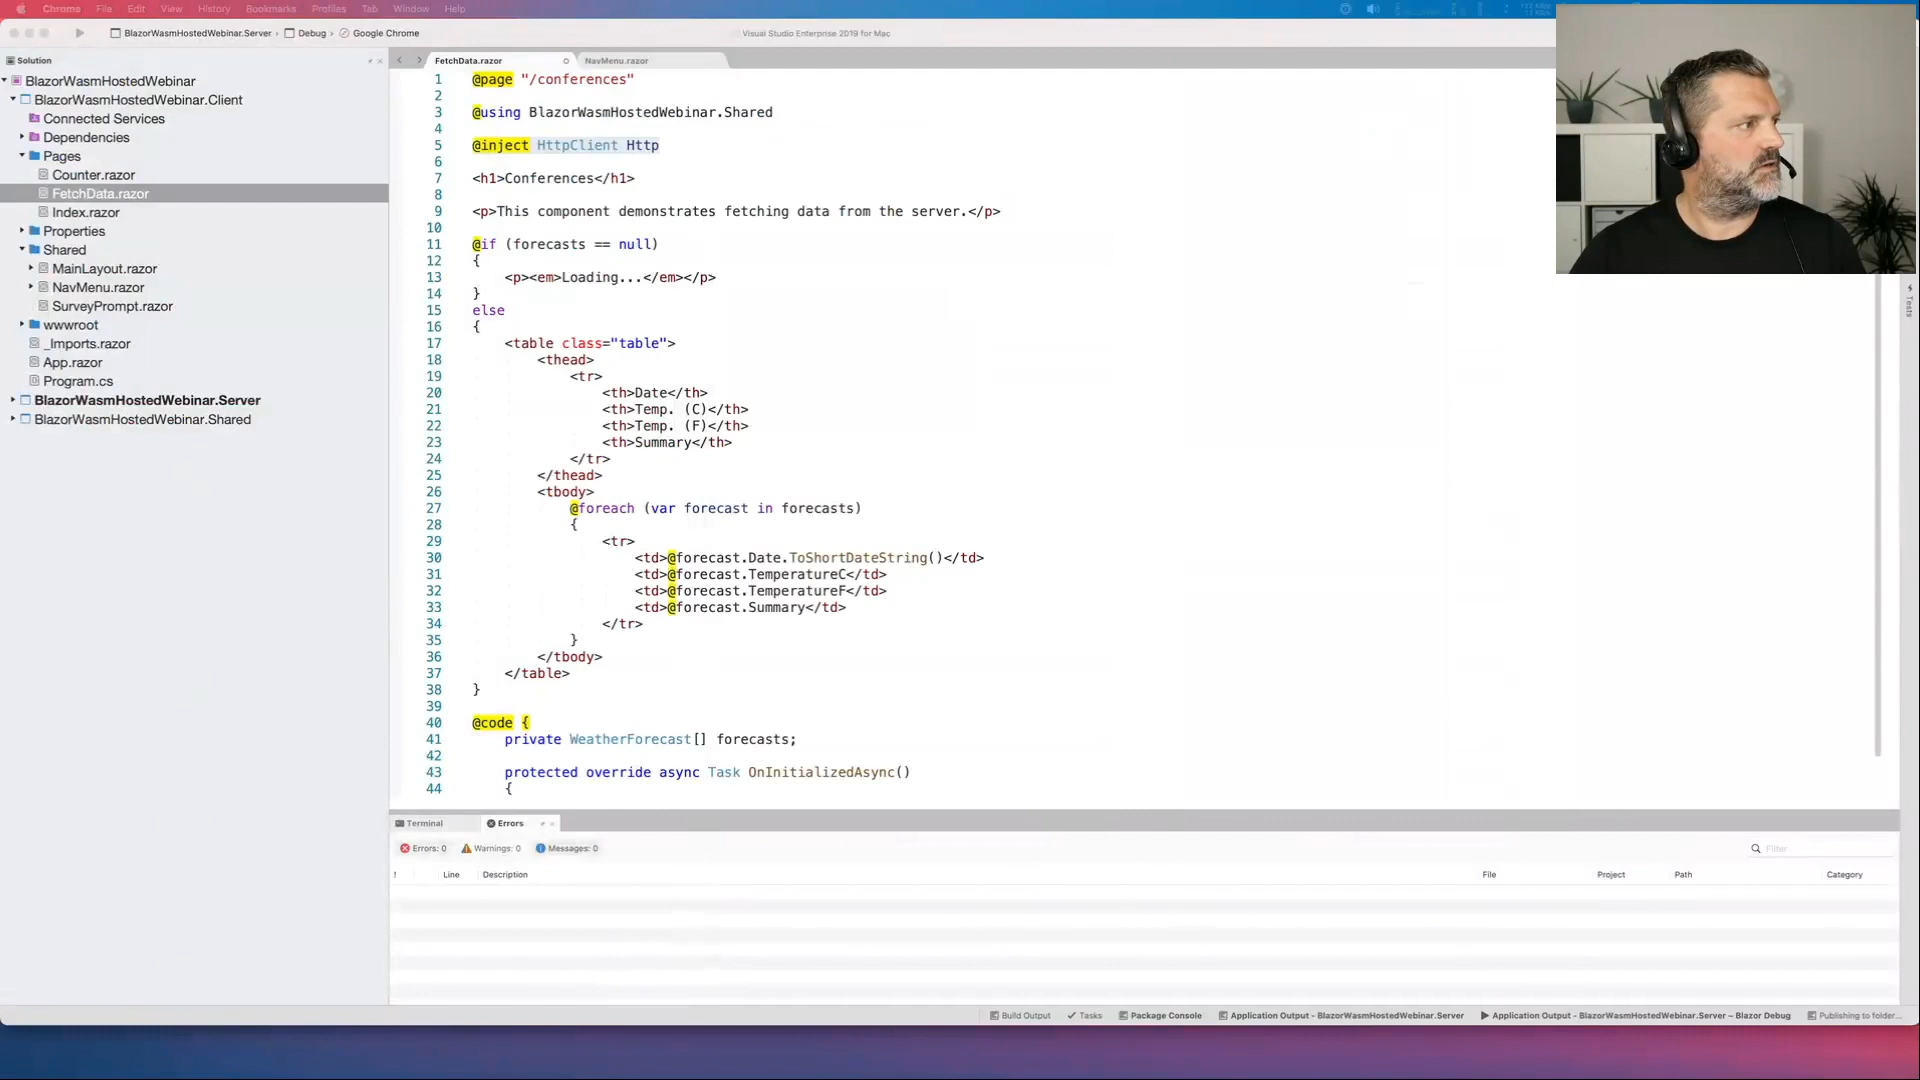 Chrome File Edit View History Bookmarks Profiles Tab Window Help
BlazorWasmHostedWebinar.Server › Debug › Google Chrome
Visual Studio Enterprise 2019 for Mac
Solution
BlazorWasmHostedWebinar
BlazorWasmHostedWebinar.Client
Connected Services
Dependencies
Pages
Counter.razor
FetchData.razor
Index.razor
Properties
Shared
MainLayout.razor
NavMenu.razor
SurveyPrompt.razor
wwwroot
_Imports.razor
App.razor
Program.cs
BlazorWasmHostedWebinar.Server
BlazorWasmHostedWebinar.Shared
FetchData.razor NavMenu.razor
1 @page "/conferences"
2
3 @using BlazorWasmHostedWebinar.Shared
4
5 @inject HttpClient Http
6
7 <h1>Conferences</h1>
8
9 <p>This component demonstrates fetching data from the server.</p>
10
11 @if (forecasts == null)
12 {
13 <p><em>Loading...</em></p>
14 }
15 else
16 {
17 <table class="table">
18 <thead>
19 <tr>
20 <th>Date</th>
21 <th>Temp. (C)</th>
22 <th>Temp. (F)</th>
23 <th>Summary</th>
24 </tr>
25 </thead>
26 <tbody>
27 @foreach (var forecast in forecasts)
28 {
29 <tr>
30 <td>@forecast.Date.ToShortDateString()</td>
31 <td>@forecast.TemperatureC</td>
32 <td>@forecast.TemperatureF</td>
33 <td>@forecast.Summary</td>
34 </tr>
35 }
36 </tbody>
37 </table>
38 }
39
40 @code {
41 private WeatherForecast[] forecasts;
42
43 protected override async Task OnInitializedAsync()
44 {
Tests
Terminal Errors
Errors: 0 Warnings: 0 Messages: 0 Filter
! Line Description File Project Path Category
Build Output Tasks Package Console Application Output - BlazorWasmHostedWebinar.Server Application Output - BlazorWasmHostedWebinar.Server – Blazor Debug Publishing to folder...